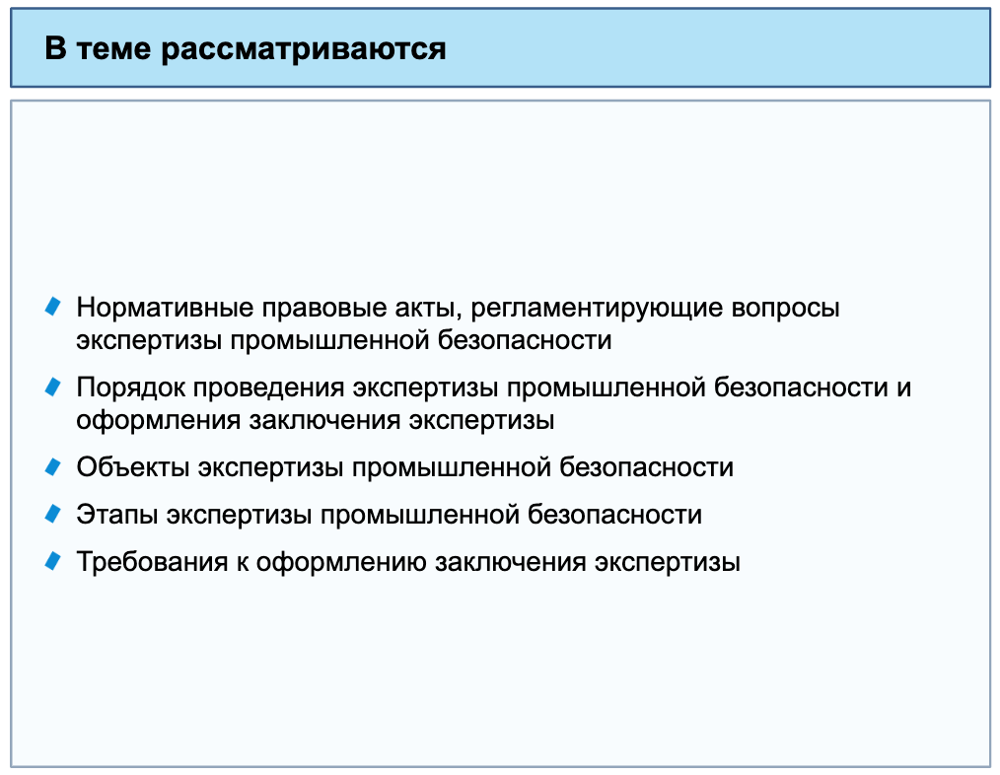 В теме рассматриваются
Нормативные правовые акты, регламентирующие вопросы
экспертизы промышленной безопасности
Порядок проведения экспертизы промышленной безопасности и
оформления заключения экспертизы
Объекты экспертизы промышленной безопасности
Этапы экспертизы промышленной безопасности
Требования к оформлению заключения экспертизы